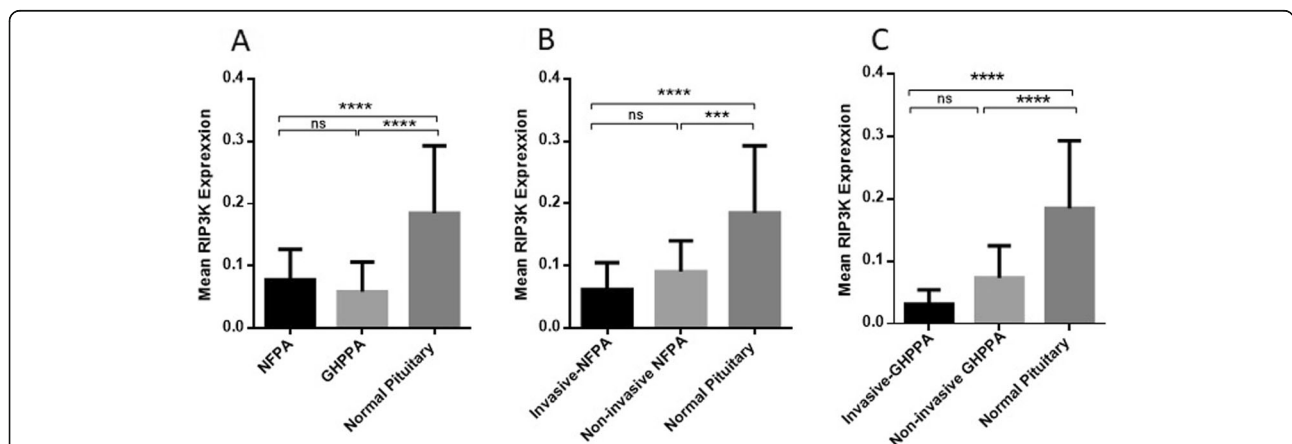 A
Mean RIP3K Exprexxion
0.4
0.3
0.2
0.1
0.0
****
ns
****
NFPA
GHPPA
Normal Pituitary
B
Mean RIP3K Exprexxion
0.4
0.3
0.2
0.1
0.0
****
ns
***
Invasive-NFPA
Non-invasive NFPA
Normal Pituitary
C
Mean RIP3K Exprexxion
0.4
0.3
0.2
0.1
0.0
****
ns
****
Invasive-GHPPA
Non-invasive GHPPA
Normal Pituitary